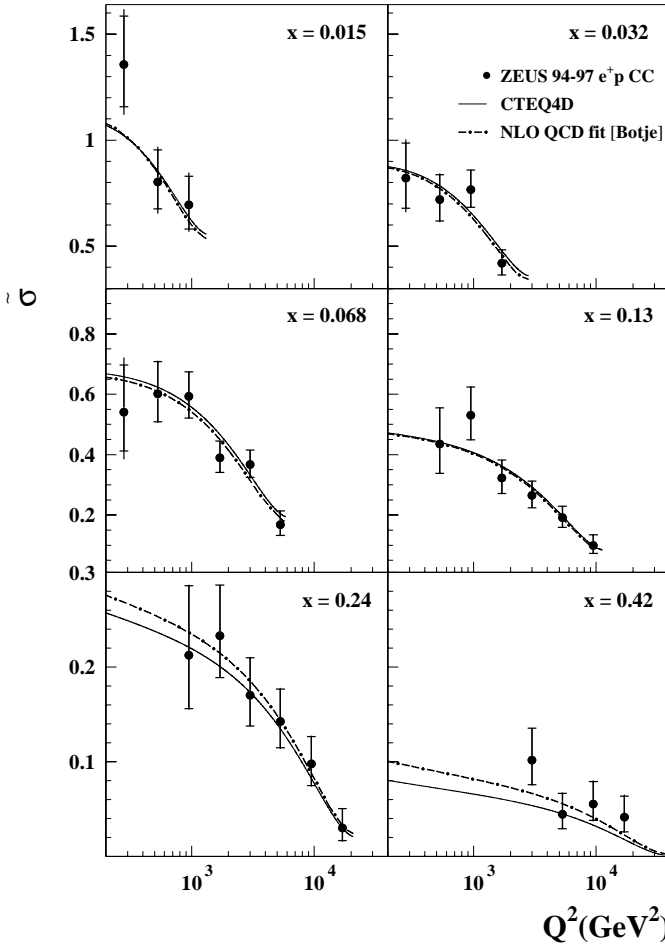 x = 0.015
x = 0.032
ZEUS 94-97 e⁺p CC
CTEQ4D
NLO QCD fit [Botje]
1.5
1
0.5
σ̃
x = 0.068
x = 0.13
0.8
0.6
0.4
0.2
0.3
x = 0.24
x = 0.42
0.2
0.1
10³ 10⁴ 10³ 10⁴
Q²(GeV²)